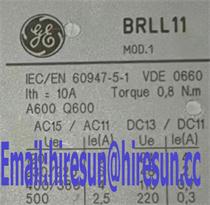 GE
BRLL11
MOD.1
IEC/EN 60947-5-1 VDE 0660
Ith = 10A Torque 0,8 N.m
A600 Q600
AC15 / AC11 DC13 / DC11
Ue Ie(A) Ue Ie(A)
Email:hiresun@hiresun.cc
500 2,5 220 0,3